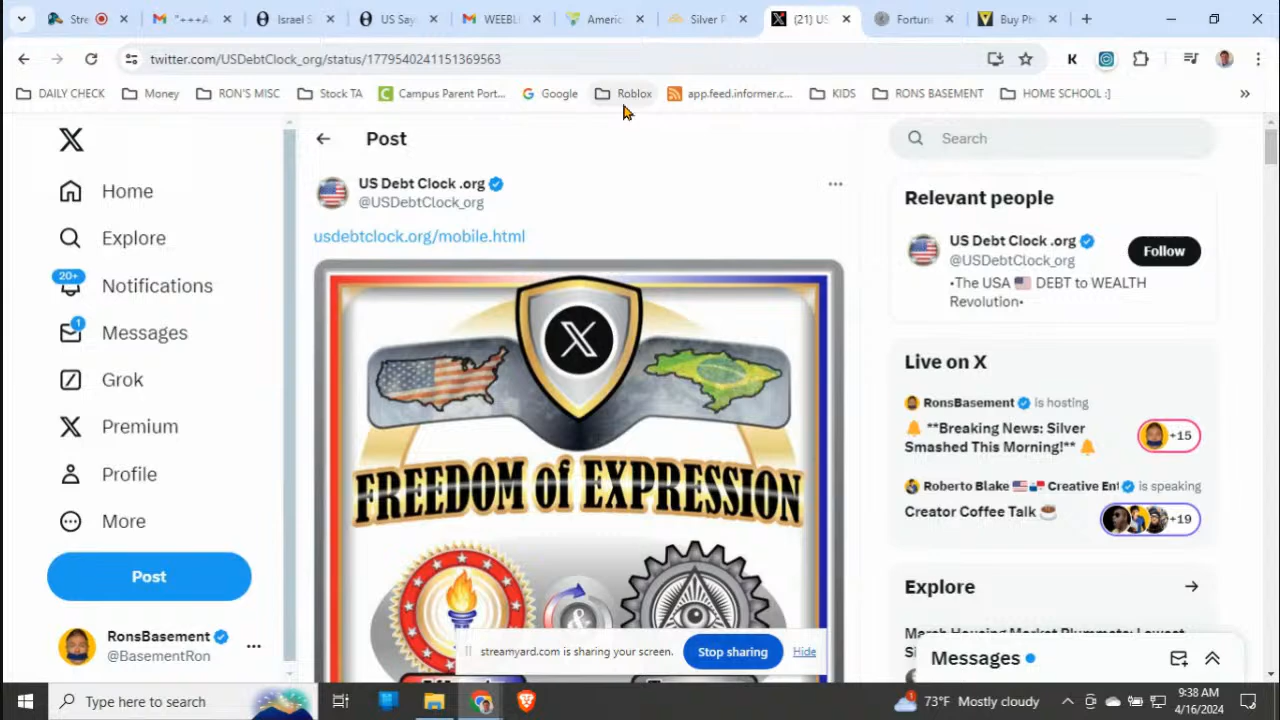 Stre
"+++A
Israel S
US Say
WEEBL
Americ
Silver P
(21) US
Fortun
Buy Ph
twitter.com/USDebtClock_org/status/1779540241151369563
K
DAILY CHECK
Money
RON'S MISC
Stock TA
Campus Parent Port...
Google
Roblox
app.feed.informer.c...
KIDS
RONS BASEMENT
HOME SCHOOL :]
Post
Search
US Debt Clock .org
@USDebtClock_org
usdebtclock.org/mobile.html
Home
Explore
20+
Notifications
1
Messages
Grok
Premium
Profile
More
Post
RonsBasement
@BasementRon
FREEDOM of EXPRESSION
&
streamyard.com is sharing your screen.
Stop sharing
Hide
Relevant people
US Debt Clock .org
@USDebtClock_org
Follow
•The USA 🇺🇸 DEBT to WEALTH
Revolution•
Live on X
RonsBasement is hosting
🔔 **Breaking News: Silver
Smashed This Morning!** 🔔
+15
Roberto Blake 🇺🇸🇵🇦 Creative Ent is speaking
Creator Coffee Talk ☕
+19
Explore
March Housing Market Plummets: Lowest
Messages
Type here to search
73°F Mostly cloudy
9:38 AM
4/16/2024